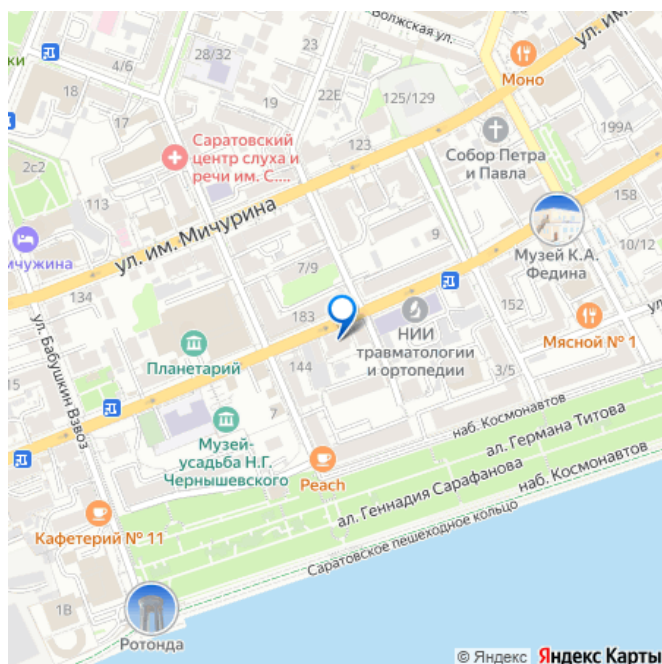 Волжская ул.
ул. им.
Моно
28/32
23
4/6
ки
18
17
19
22Е
125/129
Саратовский
центр слуха и
речи им. С....
123
Собор Петра
и Павла
199А
2с2
158
ул. им. Мичурина
9
Музей К.А.
Федина
10/12
мчужина
134
7/9
183
НИИ
травматологии
и ортопедии
152
Мясной № 1
ул. Бабушкин Взвоз
Планетарий
144
3/5
15
7
Музей-
усадьба Н.Г.
Чернышевского
наб. Космонавтов
ал. Германа Титова
Peach
ал. Геннадия Сарафанова
наб. Космонавтов
Кафетерий № 11
Саратовское пешеходное кольцо
1В
Ротонда
© Яндекс Яндекс Карты